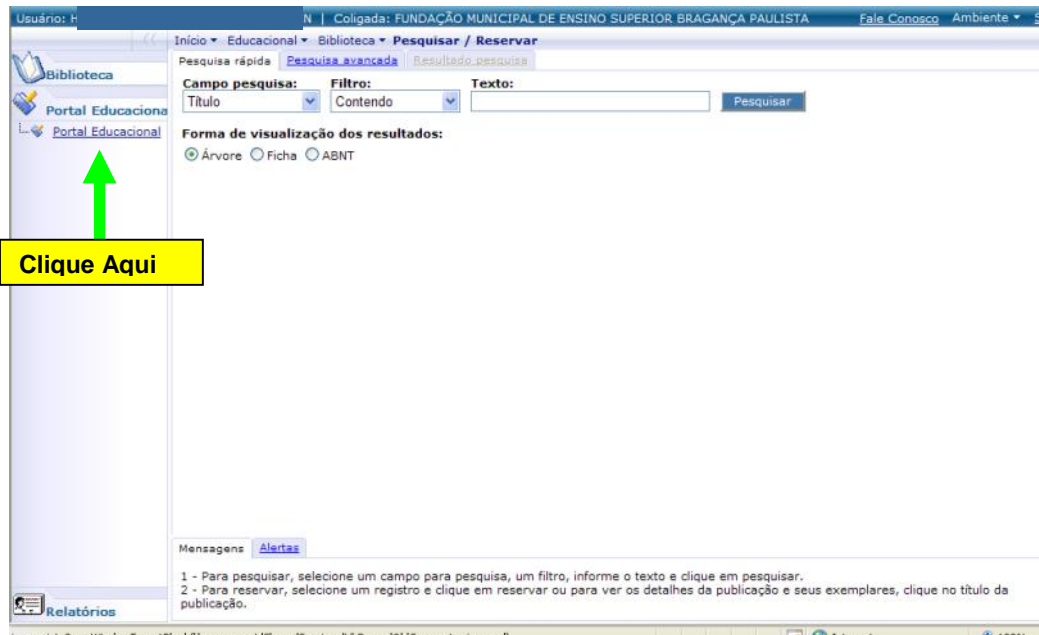 Usuário: H N | Coligada: FUNDAÇÃO MUNICIPAL DE ENSINO SUPERIOR BRAGANÇA PAULISTA Fale Conosco Ambiente
Início Educacional Biblioteca Pesquisar / Reservar
Pesquisa rápida Pesquisa avançada Resultado pesquisa
Biblioteca
Campo pesquisa: Filtro: Texto:
Título Contendo Pesquisar
Portal Educaciona
Portal Educacional
Forma de visualização dos resultados:
Árvore Ficha ABNT
Clique Aqui
Mensagens Alertas
1 - Para pesquisar, selecione um campo para pesquisa, um filtro, informe o texto e clique em pesquisar.
2 - Para reservar, selecione um registro e clique em reservar ou para ver os detalhes da publicação e seus exemplares, clique no título da
publicação.
Relatórios